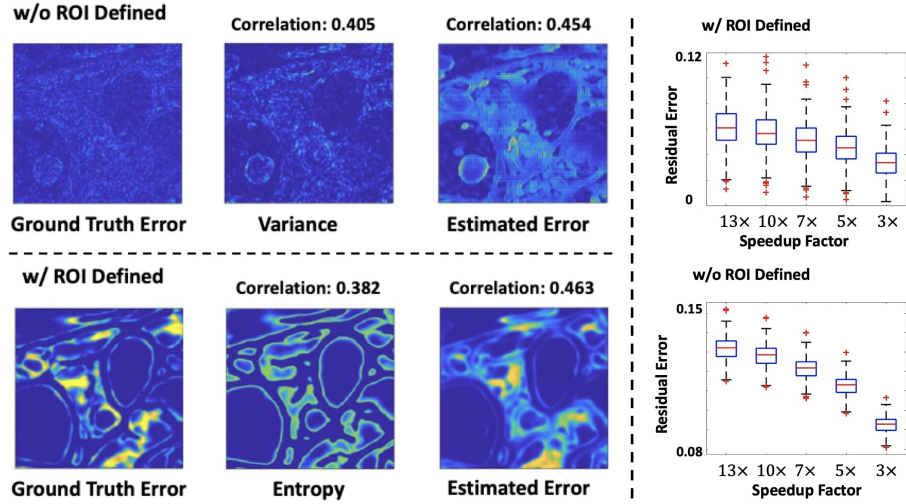 w/o ROI Defined
Correlation: 0.405
Correlation: 0.454
Ground Truth Error
Variance
Estimated Error
w/ ROI Defined
Correlation: 0.382
Correlation: 0.463
Ground Truth Error
Entropy
Estimated Error
w/ ROI Defined
0.12
Residual Error
0
13× 10× 7× 5× 3×
Speedup Factor
w/o ROI Defined
0.15
Residual Error
0.08
13× 10× 7× 5× 3×
Speedup Factor